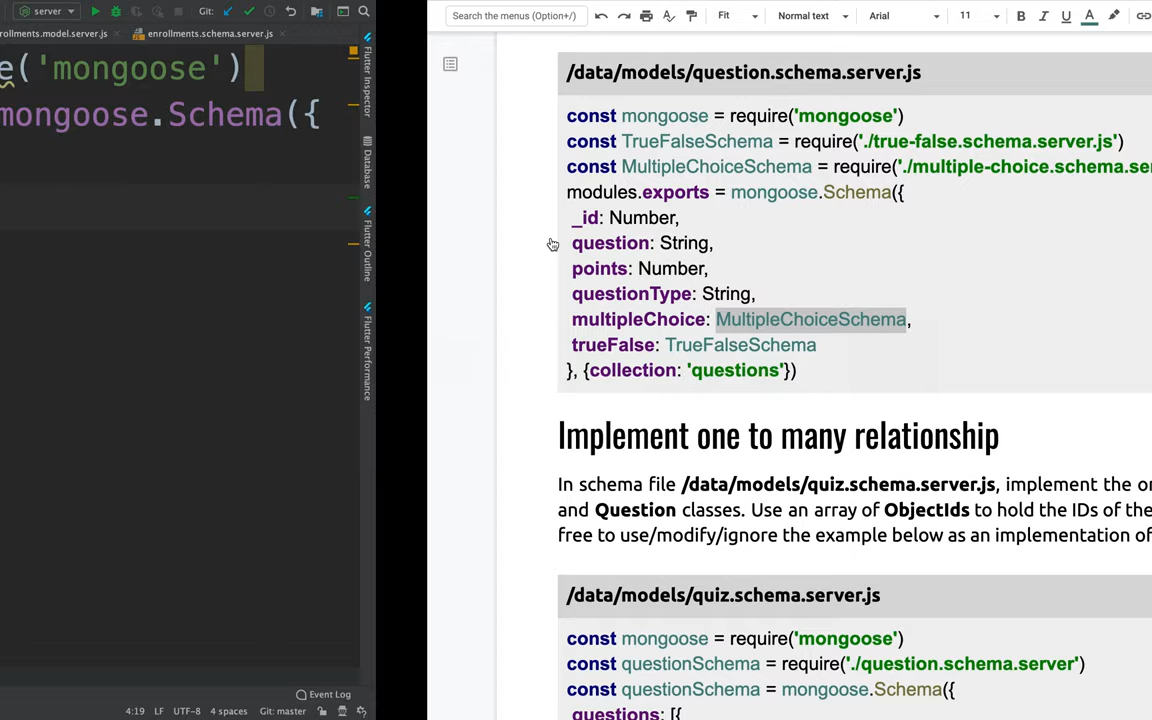 server
Git:
rollments.model.server.js
enrollments.schema.server.js
e('mongoose')
mongoose.Schema({
Flutter Inspector
Database
Flutter Outline
Flutter Performance
Event Log
4:19 LF UTF-8 4 spaces Git: master
Search the menus (Option+/)
Fit
Normal text
Arial
11
B I U A
/data/models/question.schema.server.js
const mongoose = require('mongoose')
const TrueFalseSchema = require('./true-false.schema.server.js')
const MultipleChoiceSchema = require('./multiple-choice.schema.ser
modules.exports = mongoose.Schema({
_id: Number,
question: String,
points: Number,
questionType: String,
multipleChoice: MultipleChoiceSchema,
trueFalse: TrueFalseSchema
}, {collection: 'questions'})
Implement one to many relationship
In schema file /data/models/quiz.schema.server.js, implement the or
and Question classes. Use an array of ObjectIds to hold the IDs of the
free to use/modify/ignore the example below as an implementation of
/data/models/quiz.schema.server.js
const mongoose = require('mongoose')
const questionSchema = require('./question.schema.server')
const questionSchema = mongoose.Schema({
questions: [{